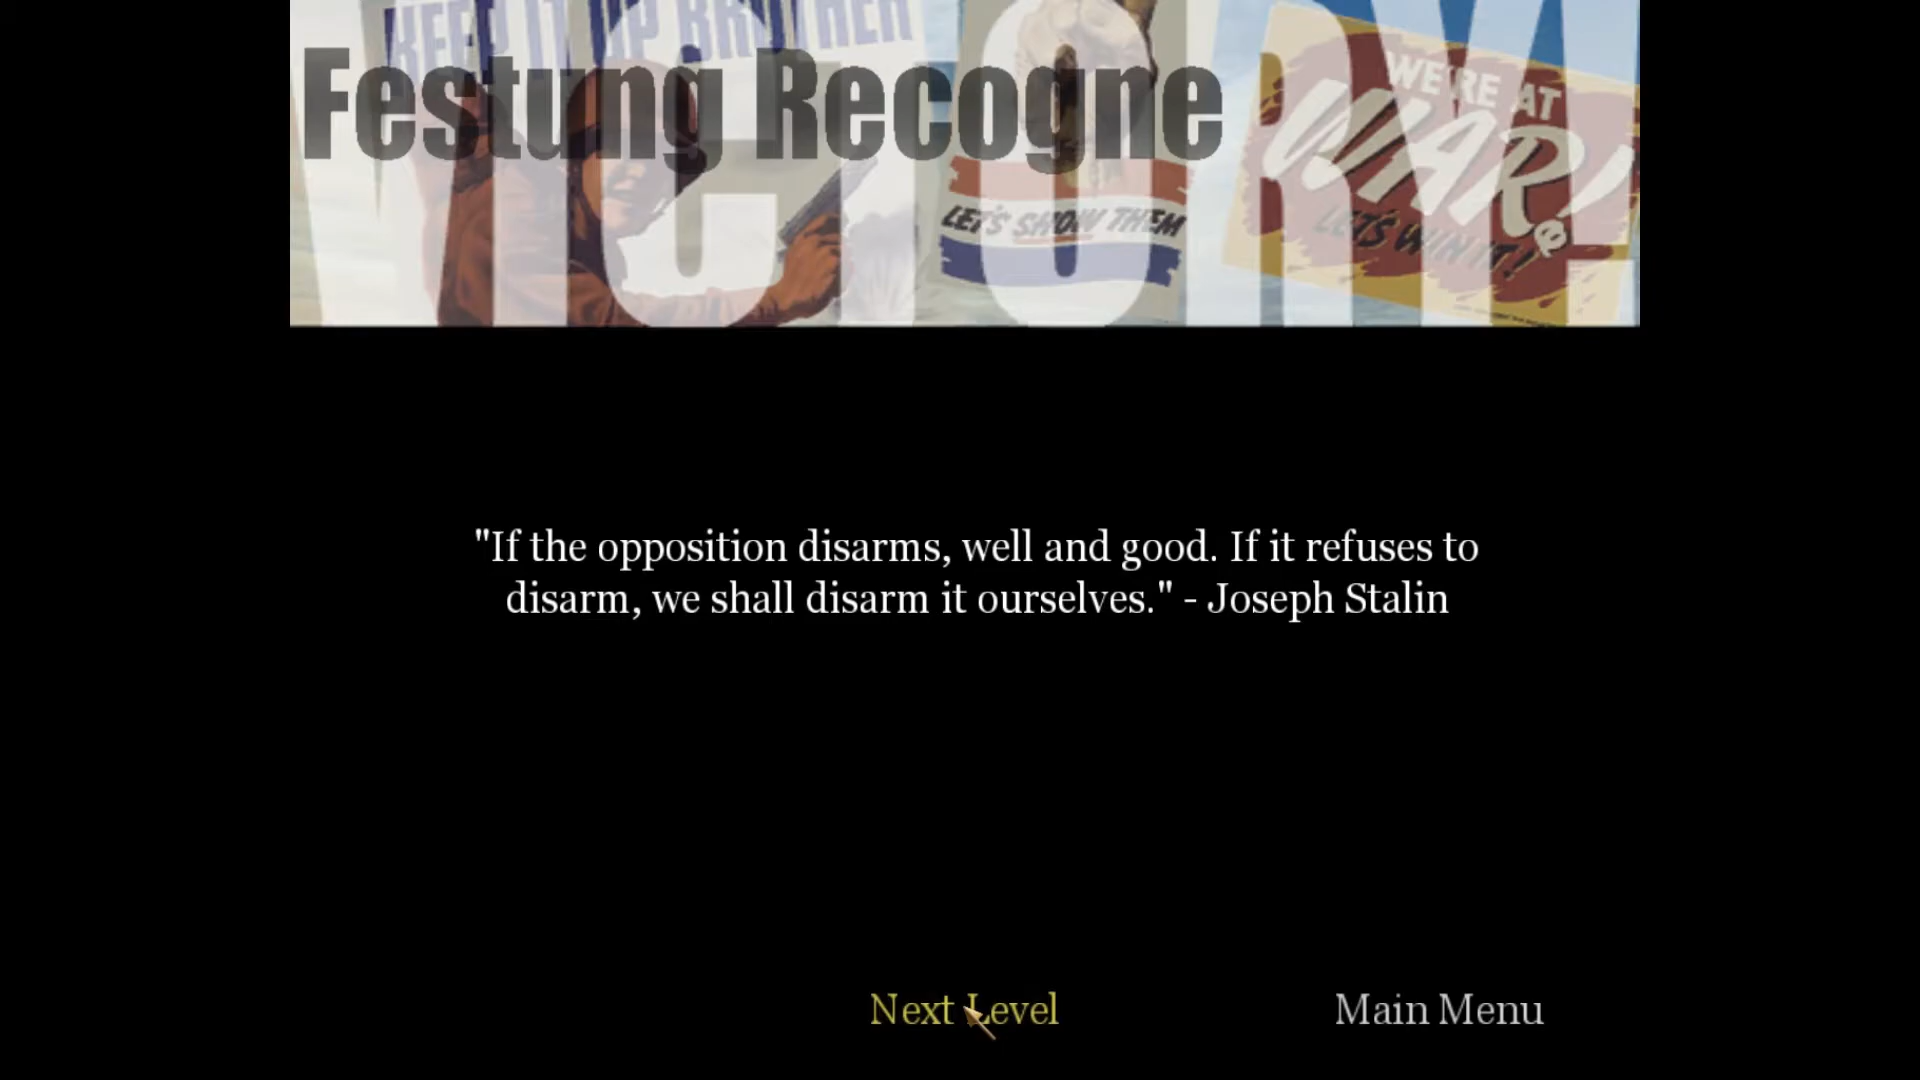 KEEP IT UP BROTHER
VICTORY
Festung Recogne
WE'RE AT
WAR!
LET'S SHOW THEM
LET'S WIN IT!
"If the opposition disarms, well and good. If it refuses to
disarm, we shall disarm it ourselves." - Joseph Stalin
Next Level
Main Menu